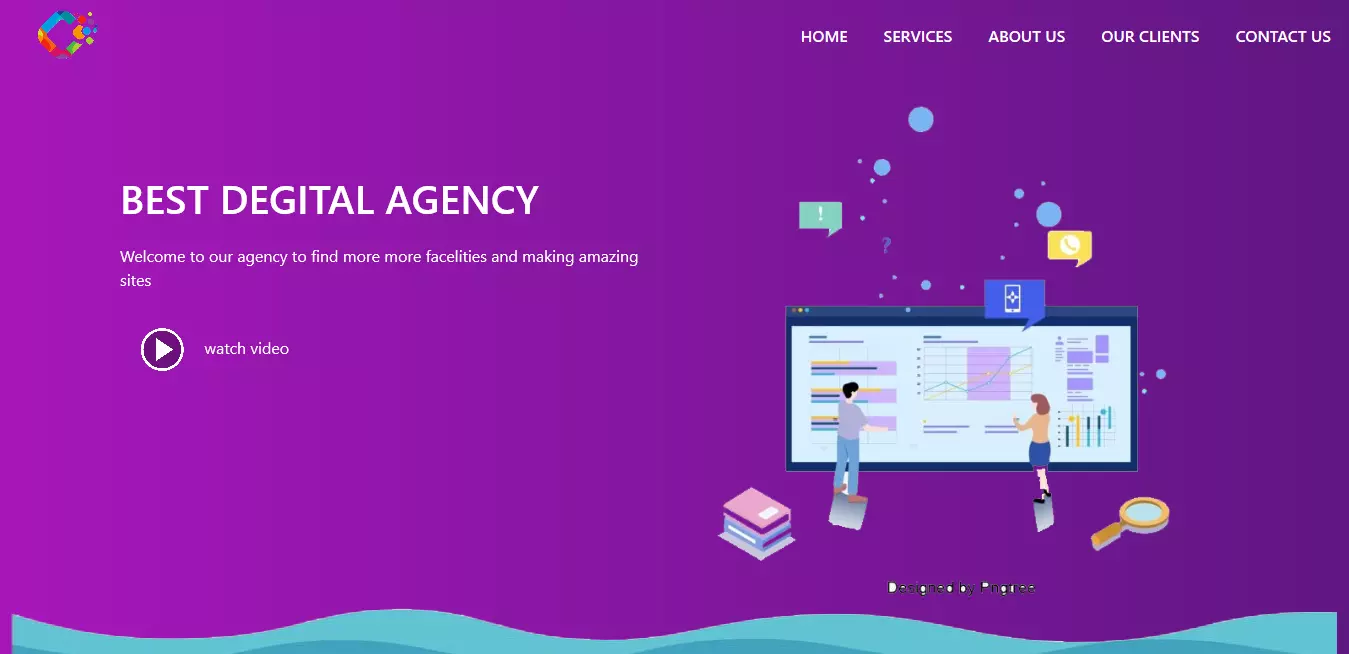 HOME SERVICES ABOUT US OUR CLIENTS CONTACT US
BEST DEGITAL AGENCY
Welcome to our agency to find more more facelities and making amazing
sites
watch video
!
?
Designed by Pngtree